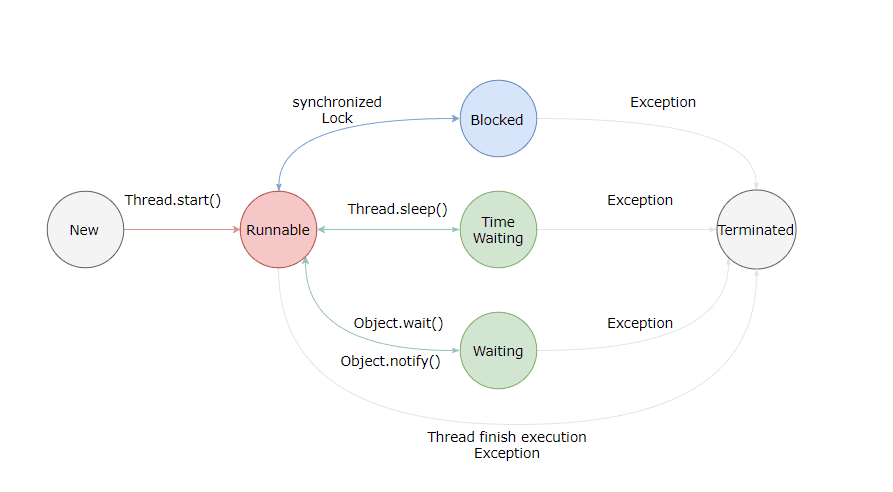 synchronized
Lock
Blocked
Exception
Thread.start()
New
Runnable
Thread.sleep()
Time
Waiting
Exception
Terminated
Object.wait()
Object.notify()
Waiting
Exception
Thread finish execution
Exception